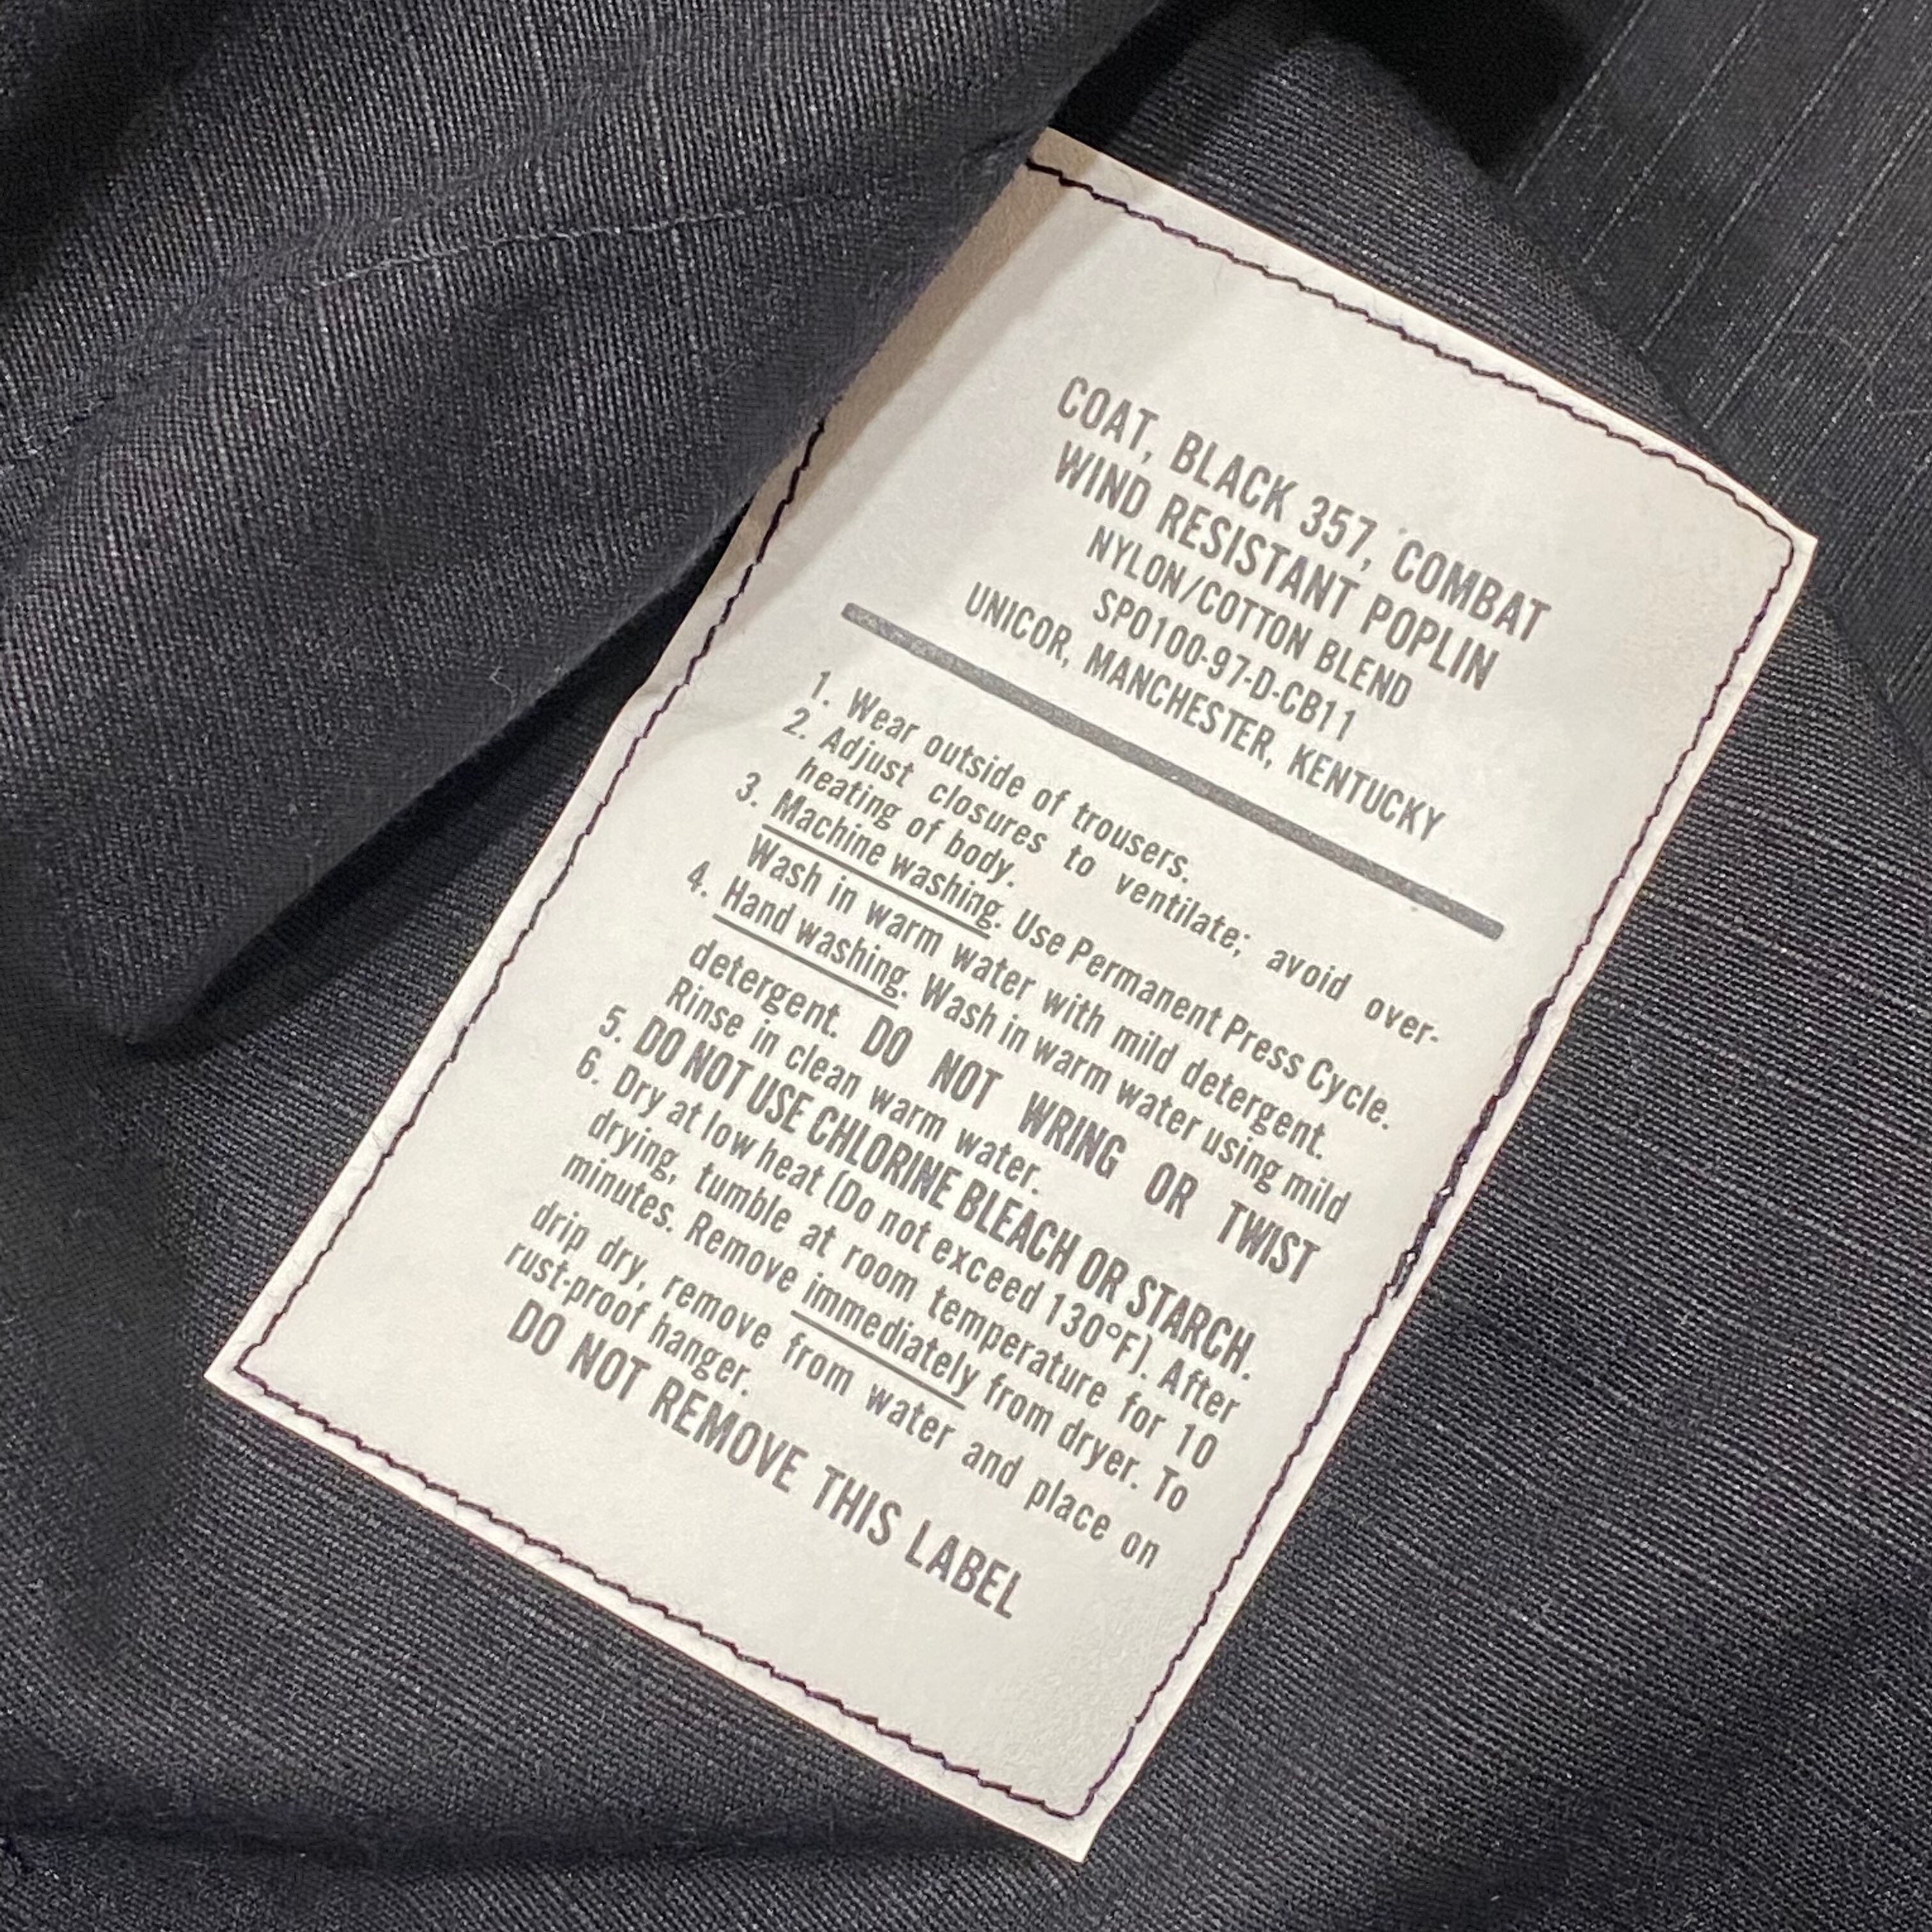 COAT, BLACK 357, COMBAT
WIND RESISTANT POPLIN
NYLON/COTTON BLEND
SPO100-97-D-CB11
UNICOR, MANCHESTER, KENTUCKY
1. Wear outside of trousers.
2. Adjust closures to ventilate; avoid over-
heating of body.
3. Machine washing. Use Permanent Press Cycle.
Wash in warm water with mild detergent.
4. Hand washing. Wash in warm water using mild
detergent. DO NOT WRING OR TWIST
Rinse in clean warm water.
5. DO NOT USE CHLORINE BLEACH OR STARCH.
6. Dry at low heat (Do not exceed 130°F). After
drying, tumble at room temperature for 10
minutes. Remove immediately from dryer. To
drip dry, remove from water and place on
rust-proof hanger.
DO NOT REMOVE THIS LABEL